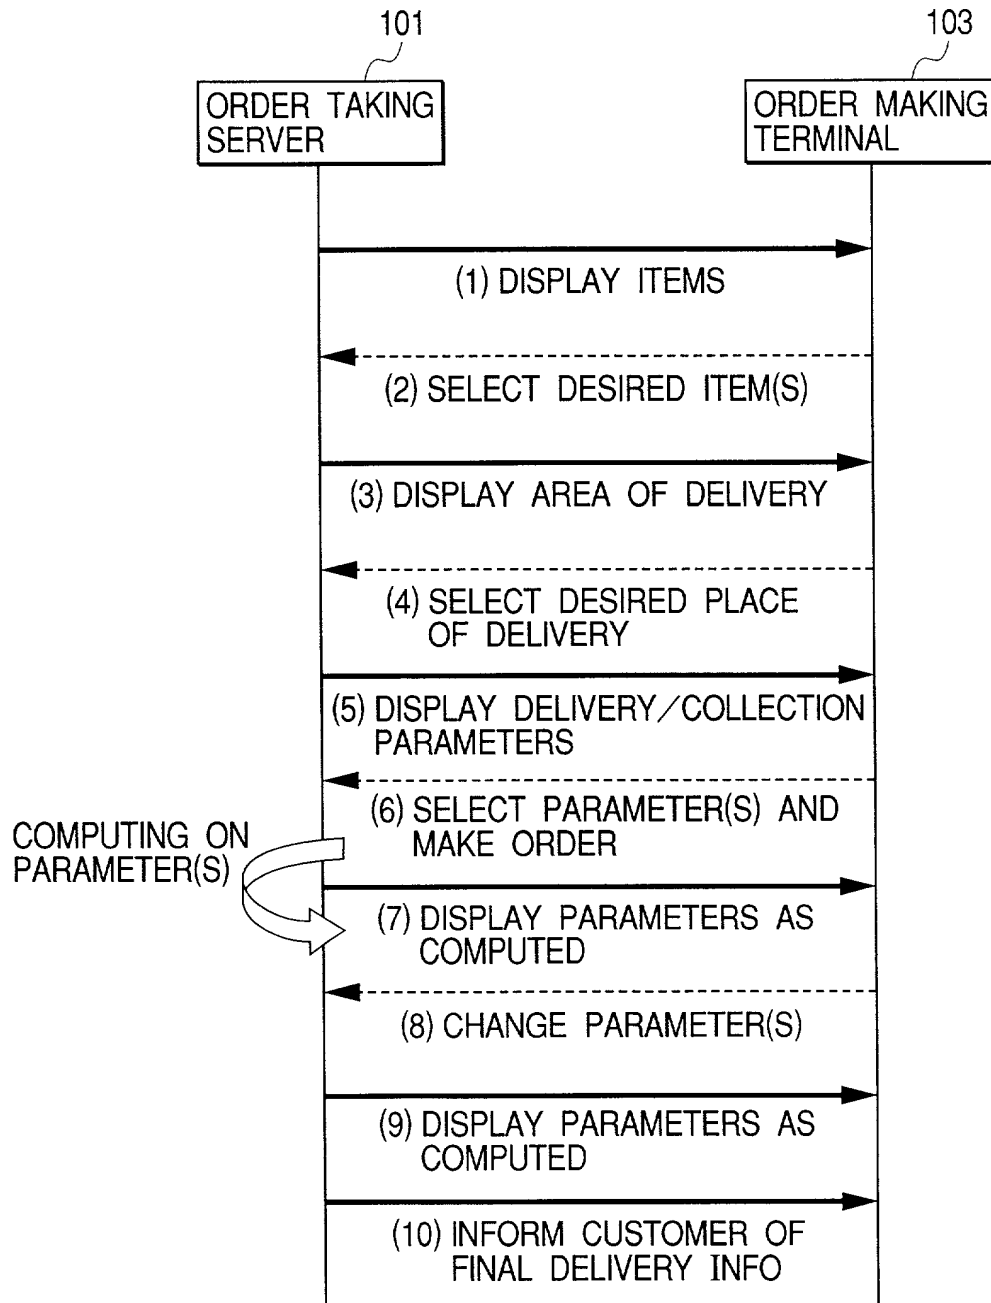 101
103
ORDER TAKING
SERVER
ORDER MAKING
TERMINAL
(1) DISPLAY ITEMS
(2) SELECT DESIRED ITEM(S)
(3) DISPLAY AREA OF DELIVERY
(4) SELECT DESIRED PLACE
OF DELIVERY
(5) DISPLAY DELIVERY/COLLECTION
PARAMETERS
(6) SELECT PARAMETER(S) AND
MAKE ORDER
COMPUTING ON
PARAMETER(S)
(7) DISPLAY PARAMETERS AS
COMPUTED
(8) CHANGE PARAMETER(S)
(9) DISPLAY PARAMETERS AS
COMPUTED
(10) INFORM CUSTOMER OF
FINAL DELIVERY INFO